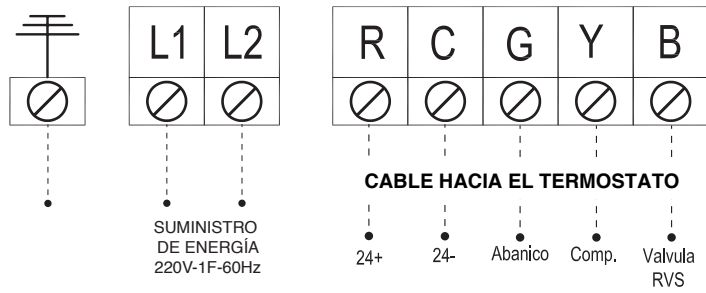 L1 L2 R C G Y B
CABLE HACIA EL TERMOSTATO
SUMINISTRO
DE ENERGÍA
220V-1F-60Hz
24+ 24- Abanico Comp. Valvula
RVS